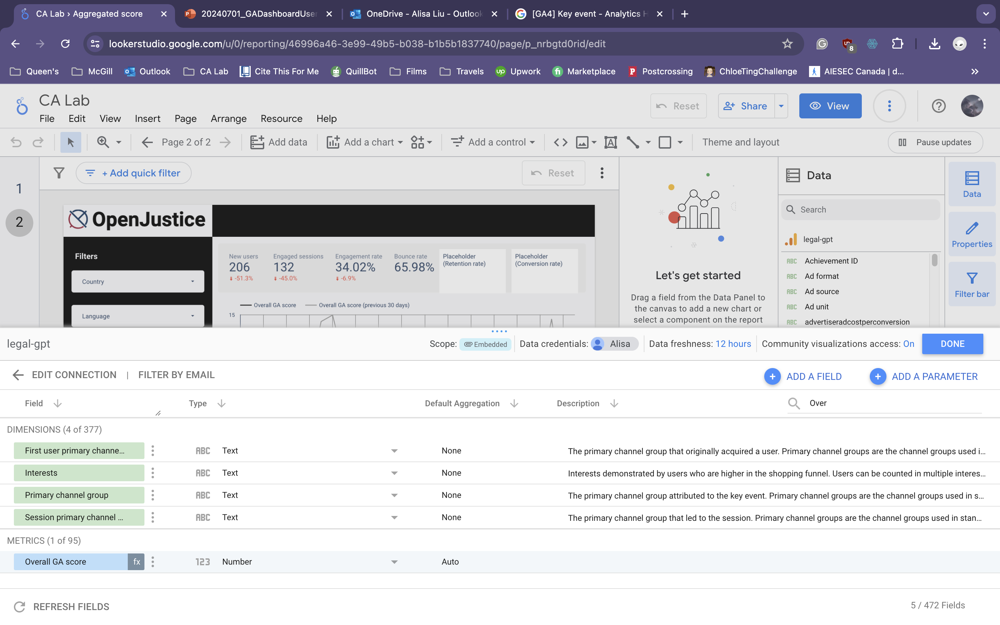 CA Lab › Aggregated score
20240701_GADashboardUser
OneDrive - Alisa Liu - Outlook
[GA4] Key event - Analytics H
lookerstudio.google.com/u/0/reporting/46996a46-3e99-49b5-b038-b1b5b1837740/page/p_nrbgtd0rid/edit
8
Queen's
McGill
Outlook
CA Lab
Cite This For Me
QuillBot
Films
Travels
Upwork
Marketplace
Postcrossing
ChloeTingChallenge
AIESEC Canada | d...
CA Lab
Reset
Share
View
File
Edit
View
Insert
Page
Arrange
Resource
Help
Page 2 of 2
Add data
Add a chart
Add a control
Theme and layout
Pause updates
1
2
+ Add quick filter
Reset
OpenJustice
Filters
Country
Language
New users
206
-51.3%
Engaged sessions
132
-45.0%
Engagement rate
34.02%
-6.9%
Bounce rate
65.98%
Placeholder
(Retention rate)
Placeholder
(Conversion rate)
Overall GA score
Overall GA score (previous 30 days)
15
Let's get started
Drag a field from the Data Panel to
the canvas to add a new chart or
select a component on the report
Data
Search
legal-gpt
ABC Achievement ID
ABC Ad format
ABC Ad source
ABC Ad unit
ABC advertiseradcostperconversion
Data
Properties
Filter bar
legal-gpt
Scope: Embedded
Data credentials: Alisa
Data freshness: 12 hours
Community visualizations access: On
DONE
EDIT CONNECTION | FILTER BY EMAIL
ADD A FIELD
ADD A PARAMETER
Field
Type
Default Aggregation
Description
Over
DIMENSIONS (4 of 377)
First user primary channe... ABC Text None The primary channel group that originally acquired a user. Primary channel groups are the channel groups used i...
Interests ABC Text None Interests demonstrated by users who are higher in the shopping funnel. Users can be counted in multiple interes...
Primary channel group ABC Text None The primary channel group attributed to the key event. Primary channel groups are the channel groups used in s...
Session primary channel ... ABC Text None The primary channel group that led to the session. Primary channel groups are the channel groups used in stan...
METRICS (1 of 95)
Overall GA score fx 123 Number Auto
REFRESH FIELDS
5 / 472 Fields